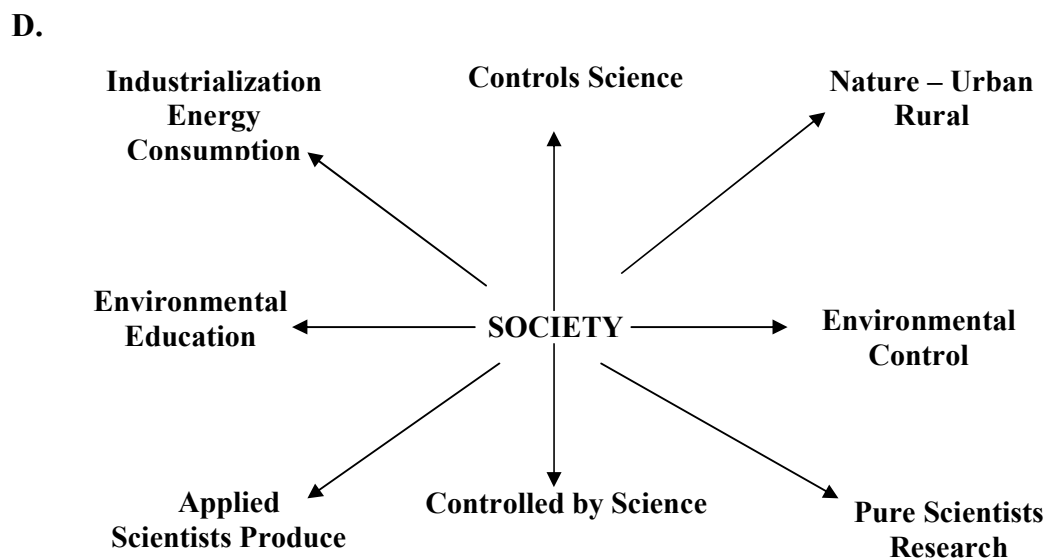 D.
Industrialization
Energy
Consumption
Controls Science
Nature – Urban
Rural
Environmental
Education
SOCIETY
Environmental
Control
Applied
Scientists Produce
Controlled by Science
Pure Scientists
Research